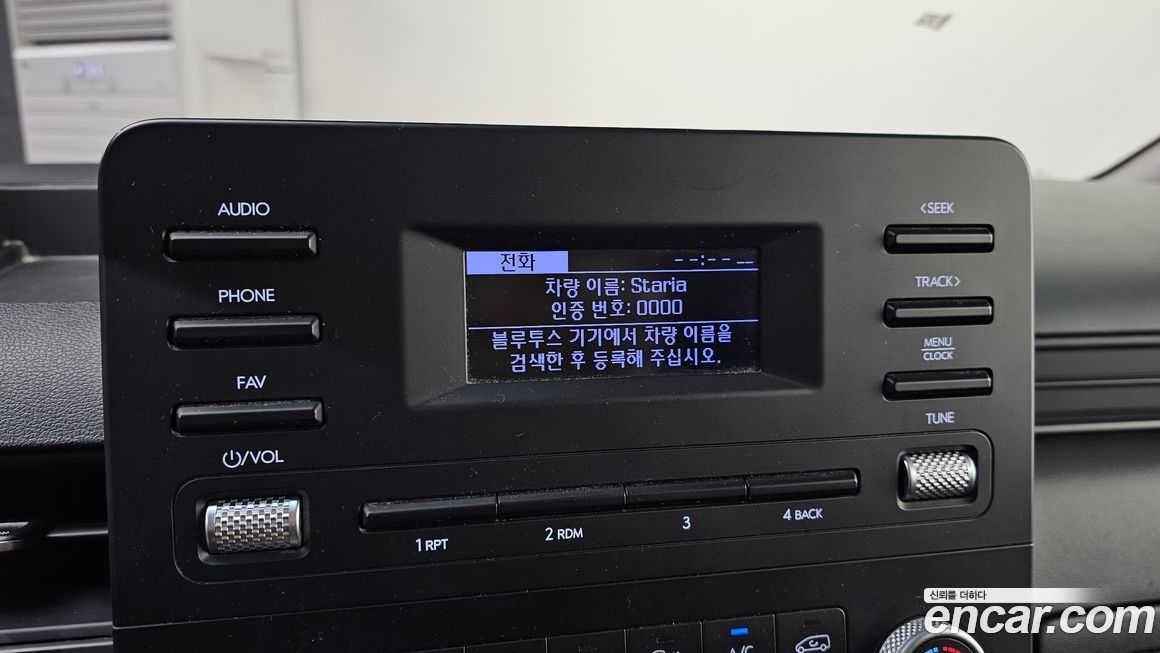 AUDIO
PHONE
FAV
⏻/VOL
전화
--:-- __
차량 이름: Staria
인증 번호: 0000
블루투스 기기에서 차량 이름을
검색한 후 등록해 주십시오.
<SEEK
TRACK>
MENU
CLOCK
TUNE
1 RPT
2 RDM
3
4 BACK
A/C
신뢰를 더하다
encar.com